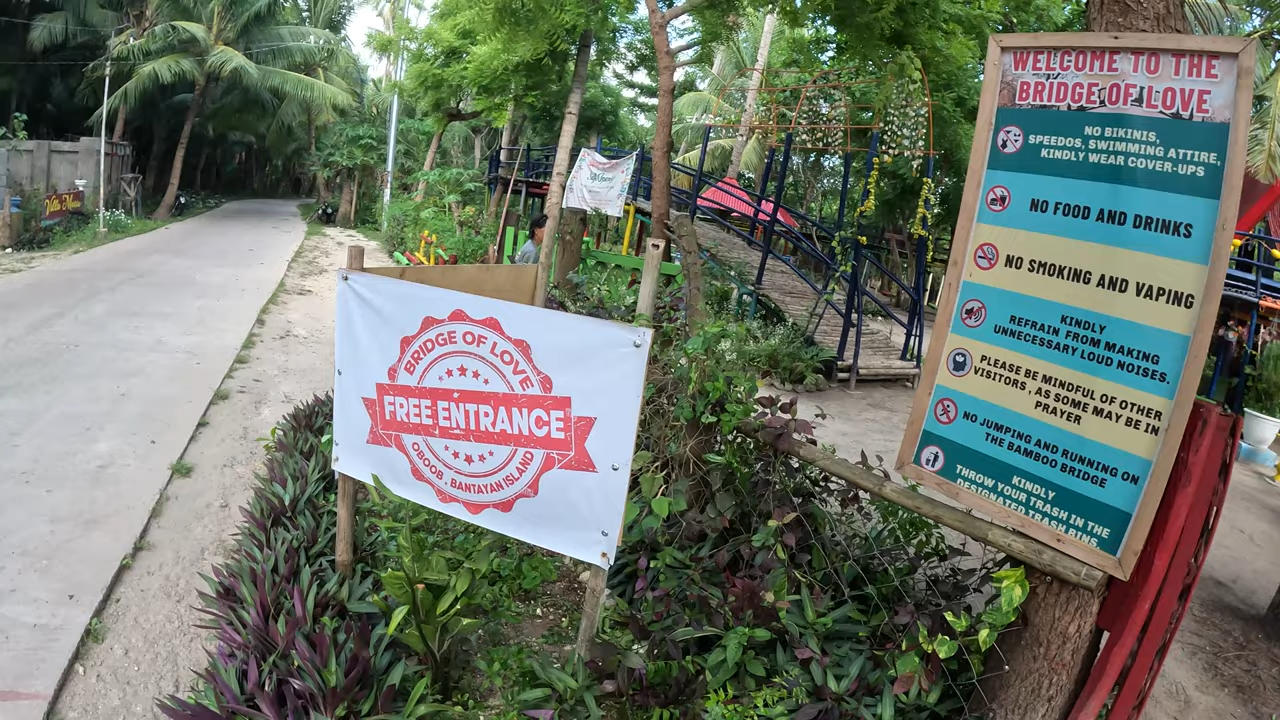 BRIDGE OF LOVE
FREE ENTRANCE
OBOOB, BANTAYAN ISLAND
WELCOME TO THE
BRIDGE OF LOVE
NO BIKINIS,
SPEEDOS, SWIMMING ATTIRE,
KINDLY WEAR COVER-UPS
NO FOOD AND DRINKS
NO SMOKING AND VAPING
KINDLY
REFRAIN FROM MAKING
UNNECESSARY LOUD NOISES.
PLEASE BE MINDFUL OF OTHER
VISITORS, AS SOME MAY BE IN
PRAYER
NO JUMPING AND RUNNING ON
THE BAMBOO BRIDGE
KINDLY
THROW YOUR TRASH IN THE
DESIGNATED TRASH BINS.